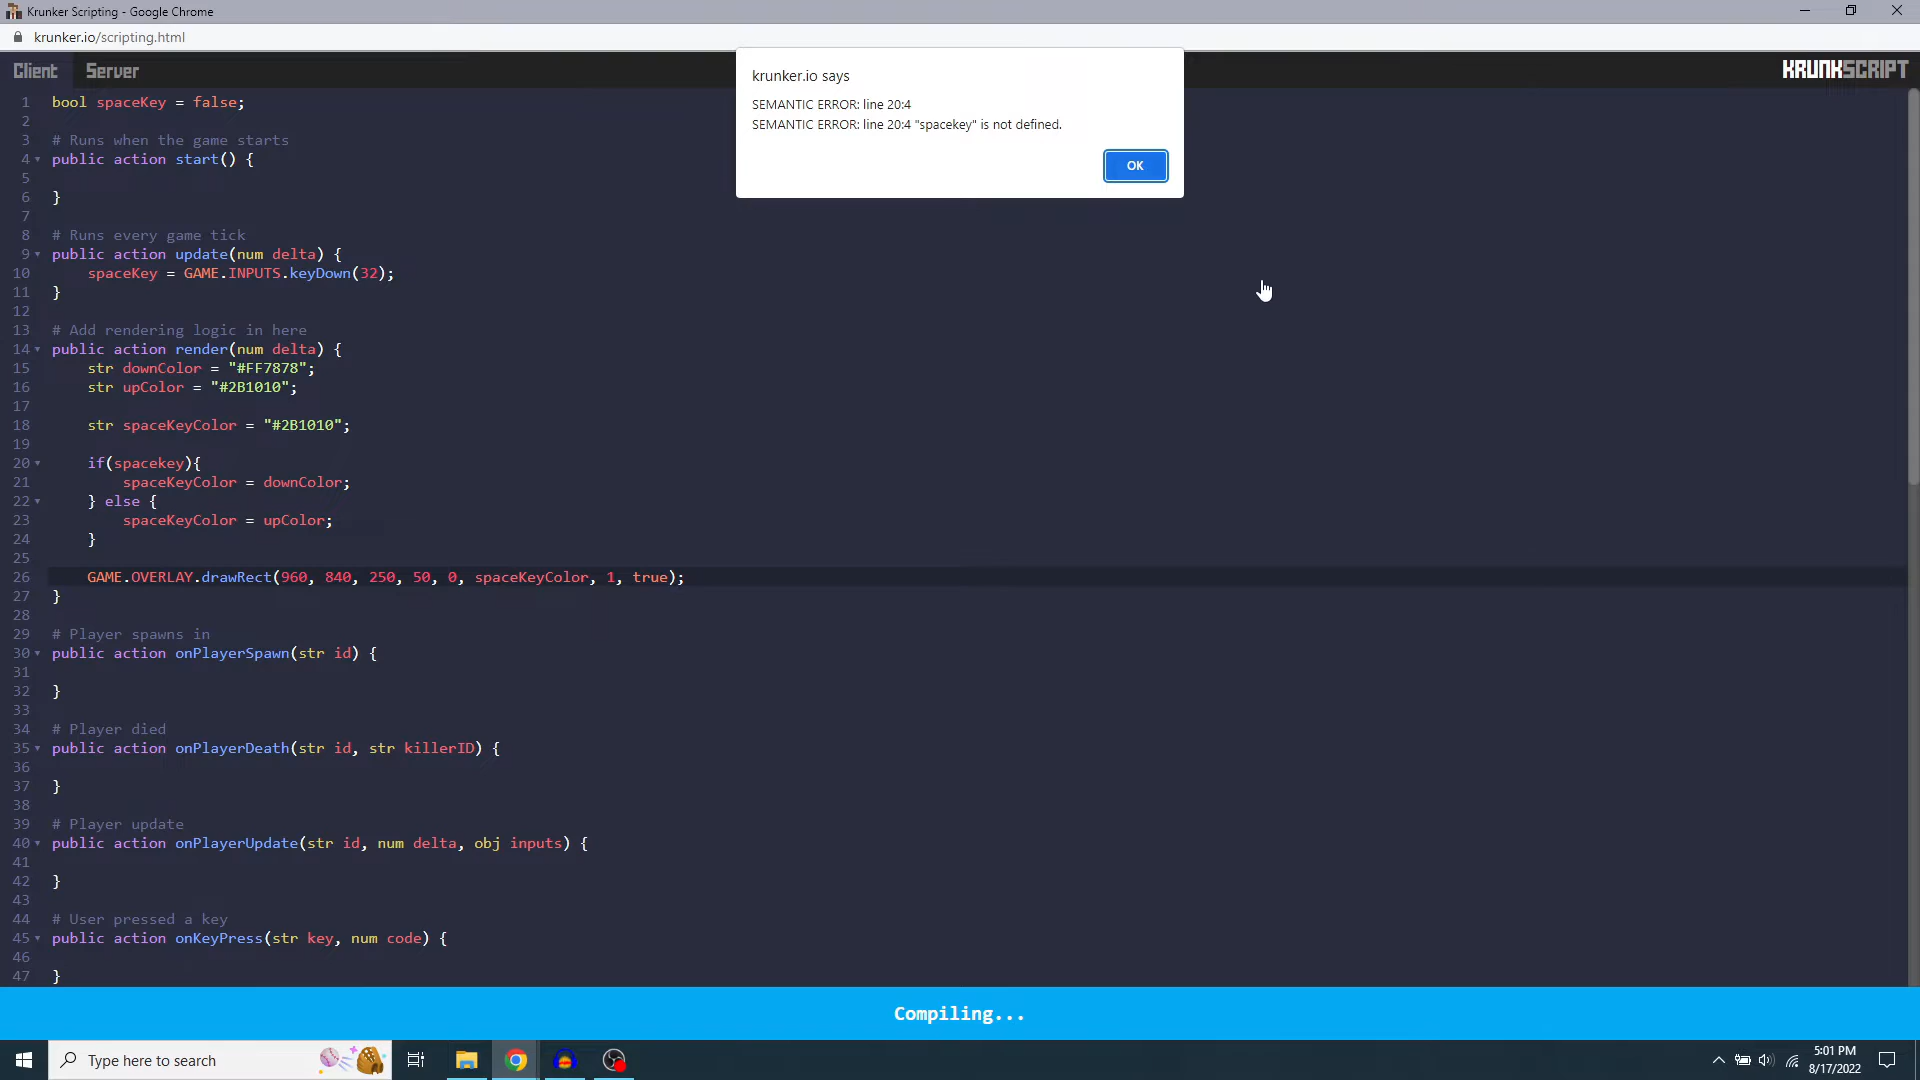 Krunker Scripting - Google Chrome
krunker.io/scripting.html
Client Server
KRUNKSCRIPT
krunker.io says
SEMANTIC ERROR: line 20:4
SEMANTIC ERROR: line 20:4 "spacekey" is not defined.
OK
1 bool spaceKey = false;
2
3 # Runs when the game starts
4 public action start() {
5
6 }
7
8 # Runs every game tick
9 public action update(num delta) {
10 spaceKey = GAME.INPUTS.keyDown(32);
11 }
12
13 # Add rendering logic in here
14 public action render(num delta) {
15 str downColor = "#FF7878";
16 str upColor = "#2B1010";
17
18 str spaceKeyColor = "#2B1010";
19
20 if(spacekey){
21 spaceKeyColor = downColor;
22 } else {
23 spaceKeyColor = upColor;
24 }
25
26 GAME.OVERLAY.drawRect(960, 840, 250, 50, 0, spaceKeyColor, 1, true);
27 }
28
29 # Player spawns in
30 public action onPlayerSpawn(str id) {
31
32 }
33
34 # Player died
35 public action onPlayerDeath(str id, str killerID) {
36
37 }
38
39 # Player update
40 public action onPlayerUpdate(str id, num delta, obj inputs) {
41
42 }
43
44 # User pressed a key
45 public action onKeyPress(str key, num code) {
46
47 }
Compiling...
Type here to search
5:01 PM
8/17/2022